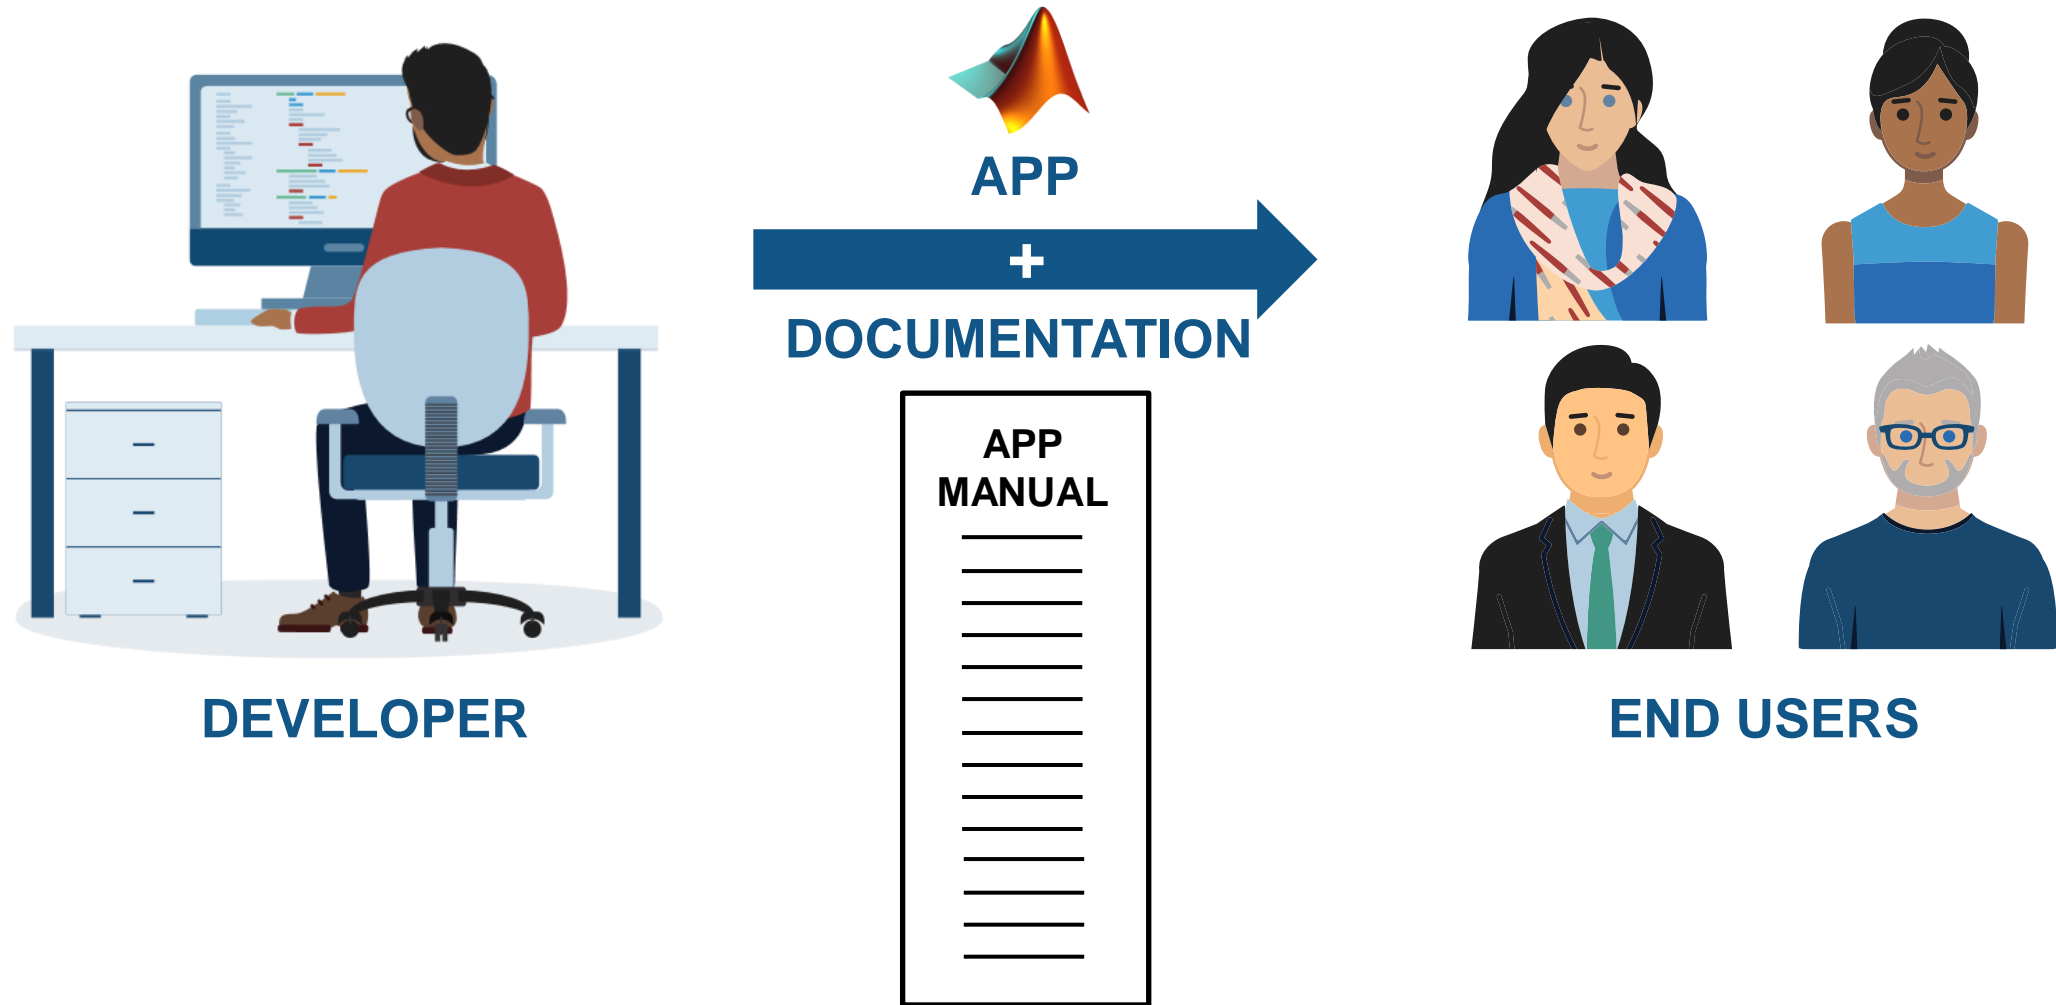 APP
+
DOCUMENTATION
APP
MANUAL
DEVELOPER
END USERS